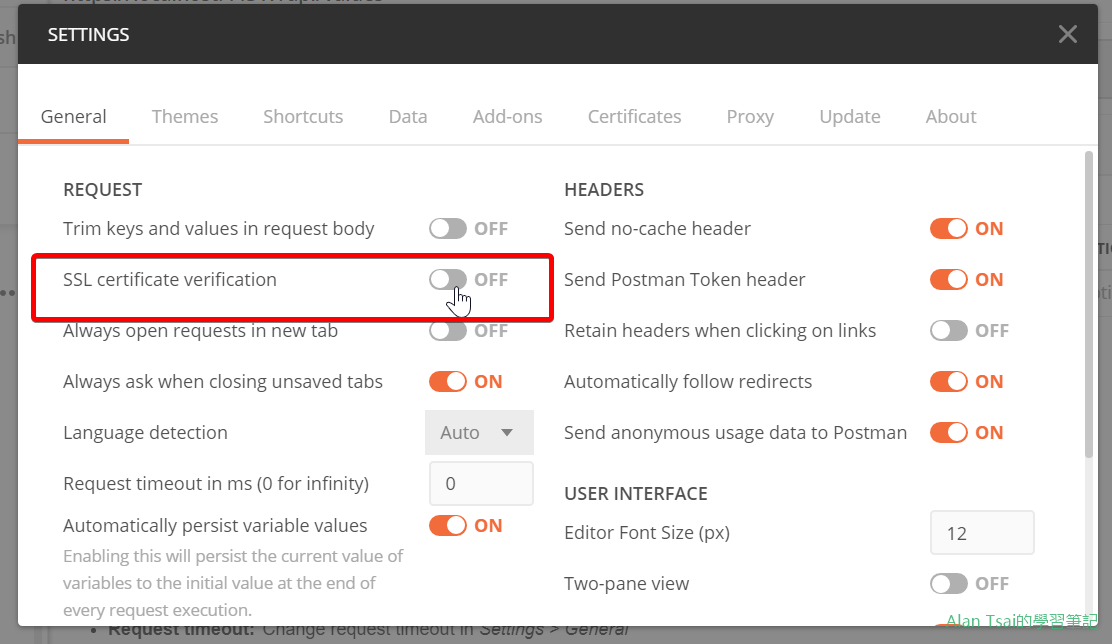 SETTINGS
General Themes Shortcuts Data Add-ons Certificates Proxy Update About
REQUEST
Trim keys and values in request body OFF
SSL certificate verification OFF
Always open requests in new tab OFF
Always ask when closing unsaved tabs ON
Language detection Auto
Request timeout in ms (0 for infinity) 0
Automatically persist variable values ON
Enabling this will persist the current value of
variables to the initial value at the end of
every request execution.
HEADERS
Send no-cache header ON
Send Postman Token header ON
Retain headers when clicking on links OFF
Automatically follow redirects ON
Send anonymous usage data to Postman ON
USER INTERFACE
Editor Font Size (px) 12
Two-pane view OFF
Alan Tsai的學習筆記
• Request timeout: Change request timeout in Settings > General